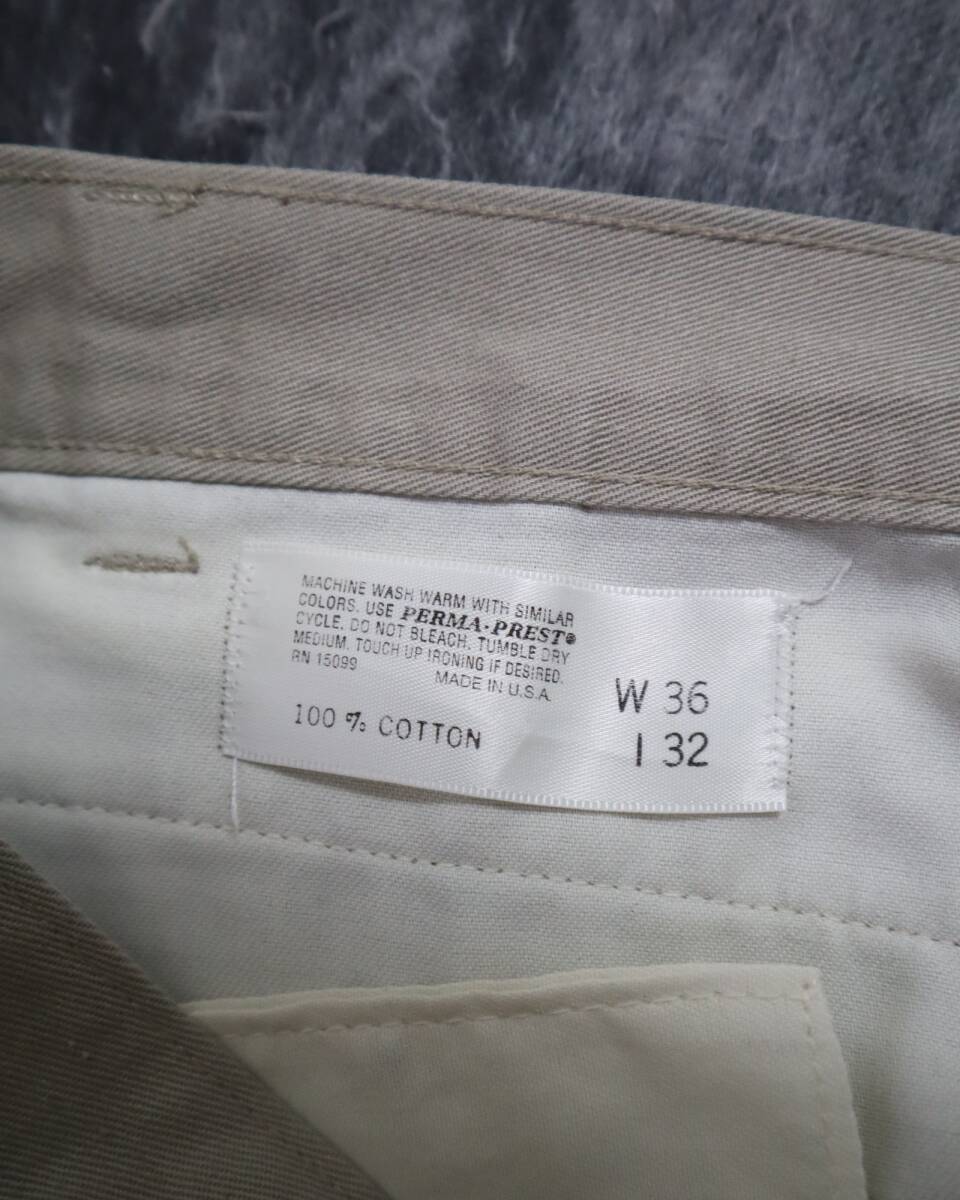 MACHINE WASH WARM WITH SIMILAR
COLORS. USE PERMA-PREST®
CYCLE. DO NOT BLEACH. TUMBLE DRY
MEDIUM. TOUCH UP IRONING IF DESIRED.
RN 15099
MADE IN U.S.A.
100 % COTTON
W 36
I 32